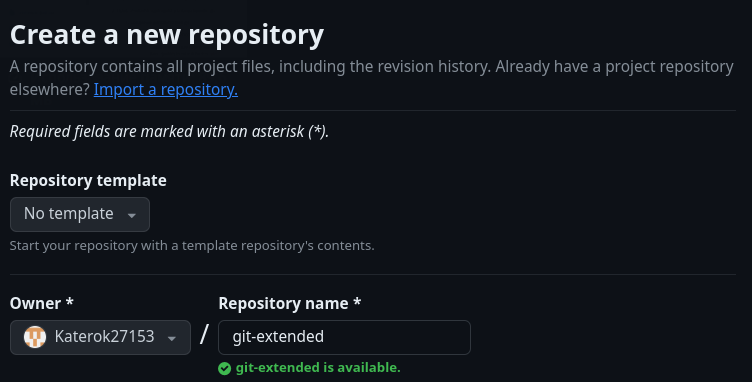 Create a new repository
A repository contains all project files, including the revision history. Already have a project repository
elsewhere? Import a repository.
Required fields are marked with an asterisk (*).
Repository template
No template
Start your repository with a template repository's contents.
Owner *
Repository name *
Katerok27153
/
git-extended
git-extended is available.